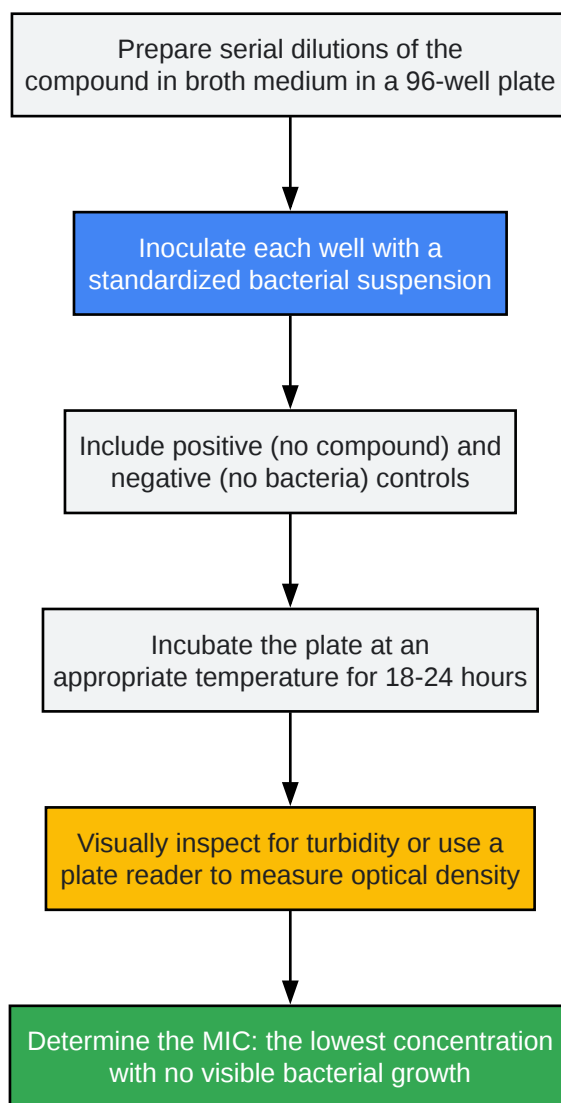 Prepare serial dilutions of the
compound in broth medium in a 96-well plate
Inoculate each well with a
standardized bacterial suspension
Include positive (no compound) and
negative (no bacteria) controls
Incubate the plate at an
appropriate temperature for 18-24 hours
Visually inspect for turbidity or use a
plate reader to measure optical density
Determine the MIC: the lowest concentration
with no visible bacterial growth